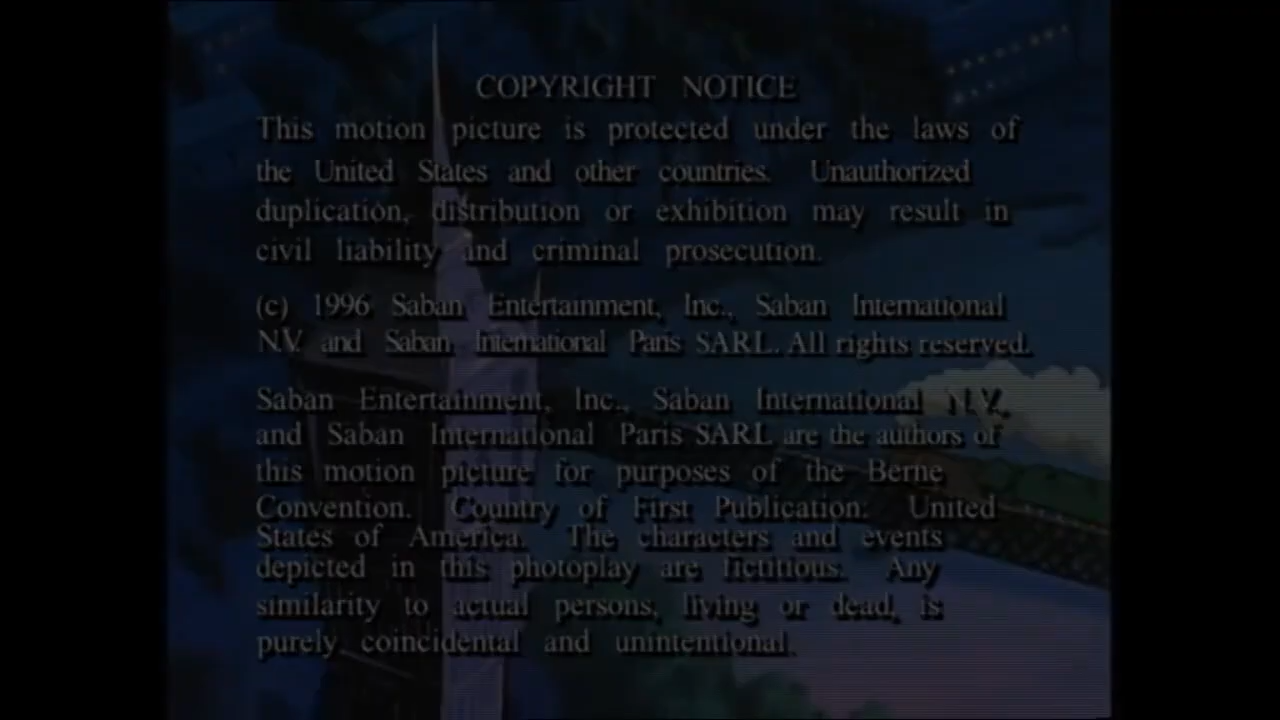 COPYRIGHT NOTICE
This motion picture is protected under the laws of
the United States and other countries. Unauthorized
duplication, distribution or exhibition may result in
civil liability and criminal prosecution.
(c) 1996 Saban Entertainment, Inc., Saban International
N.V. and Saban International Paris SARL. All rights reserved.
Saban Entertainment, Inc., Saban International N.V.,
and Saban International Paris SARL are the authors of
this motion picture for purposes of the Berne
Convention. Country of First Publication: United
States of America. The characters and events
depicted in this photoplay are fictitious. Any
similarity to actual persons, living or dead, is
purely coincidental and unintentional.